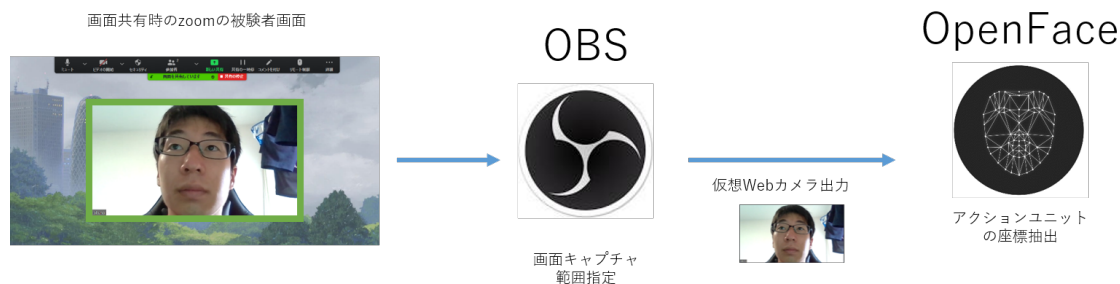 画面共有時のzoomの被験者画面
OBS
画面キャプチャ
範囲指定
仮想Webカメラ出力
OpenFace
アクションユニット
の座標抽出